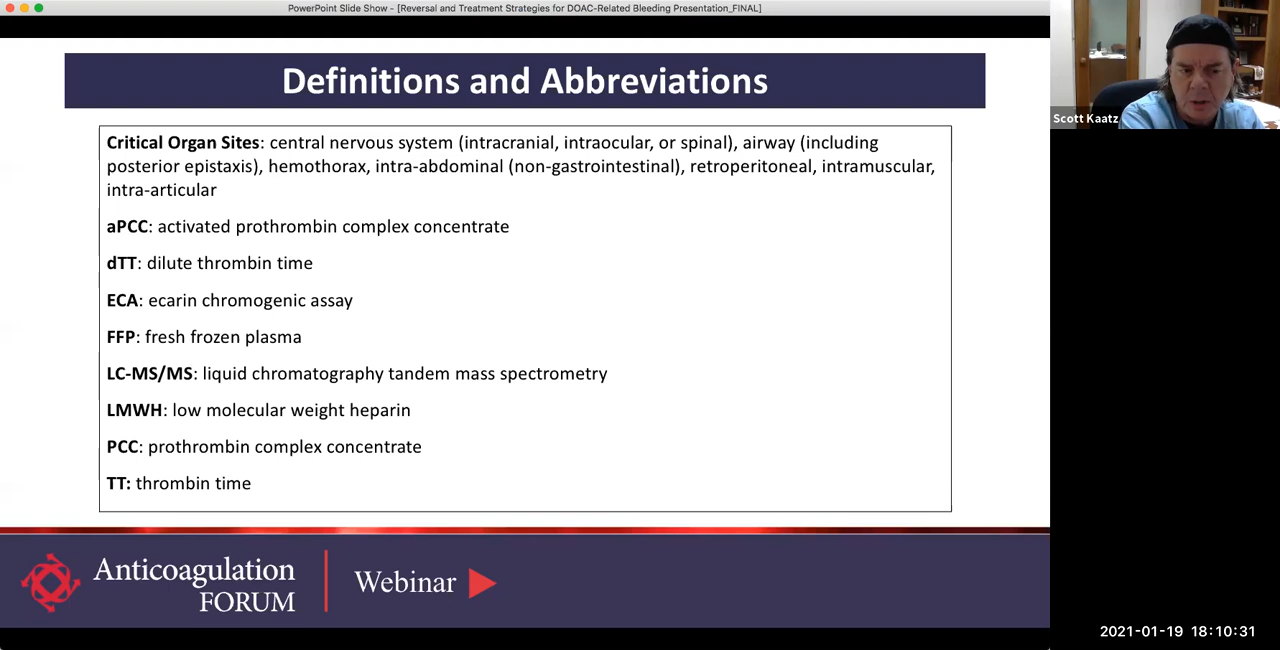 PowerPoint Slide Show - [Reversal and Treatment Strategies for DOAC-Related Bleeding Presentation_FINAL]
Definitions and Abbreviations
Critical Organ Sites: central nervous system (intracranial, intraocular, or spinal), airway (including
posterior epistaxis), hemothorax, intra-abdominal (non-gastrointestinal), retroperitoneal, intramuscular,
intra-articular
aPCC: activated prothrombin complex concentrate
dTT: dilute thrombin time
ECA: ecarin chromogenic assay
FFP: fresh frozen plasma
LC-MS/MS: liquid chromatography tandem mass spectrometry
LMWH: low molecular weight heparin
PCC: prothrombin complex concentrate
TT: thrombin time
Scott Kaatz
Anticoagulation
FORUM
Webinar
2021-01-19 18:10:31